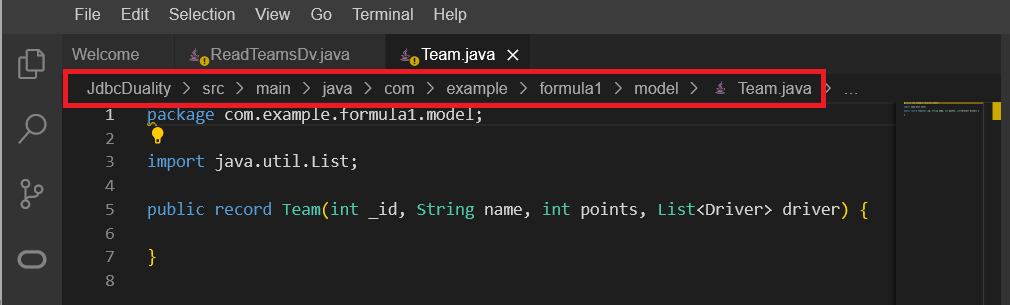 File Edit Selection View Go Terminal Help
Welcome ReadTeamsDv.java Team.java
JdbcDuality > src > main > java > com > example > formula1 > model > Team.java > ...
1 package com.example.formula1.model;
2
3 import java.util.List;
4
5 public record Team(int _id, String name, int points, List<Driver> driver) {
6
7 }
8